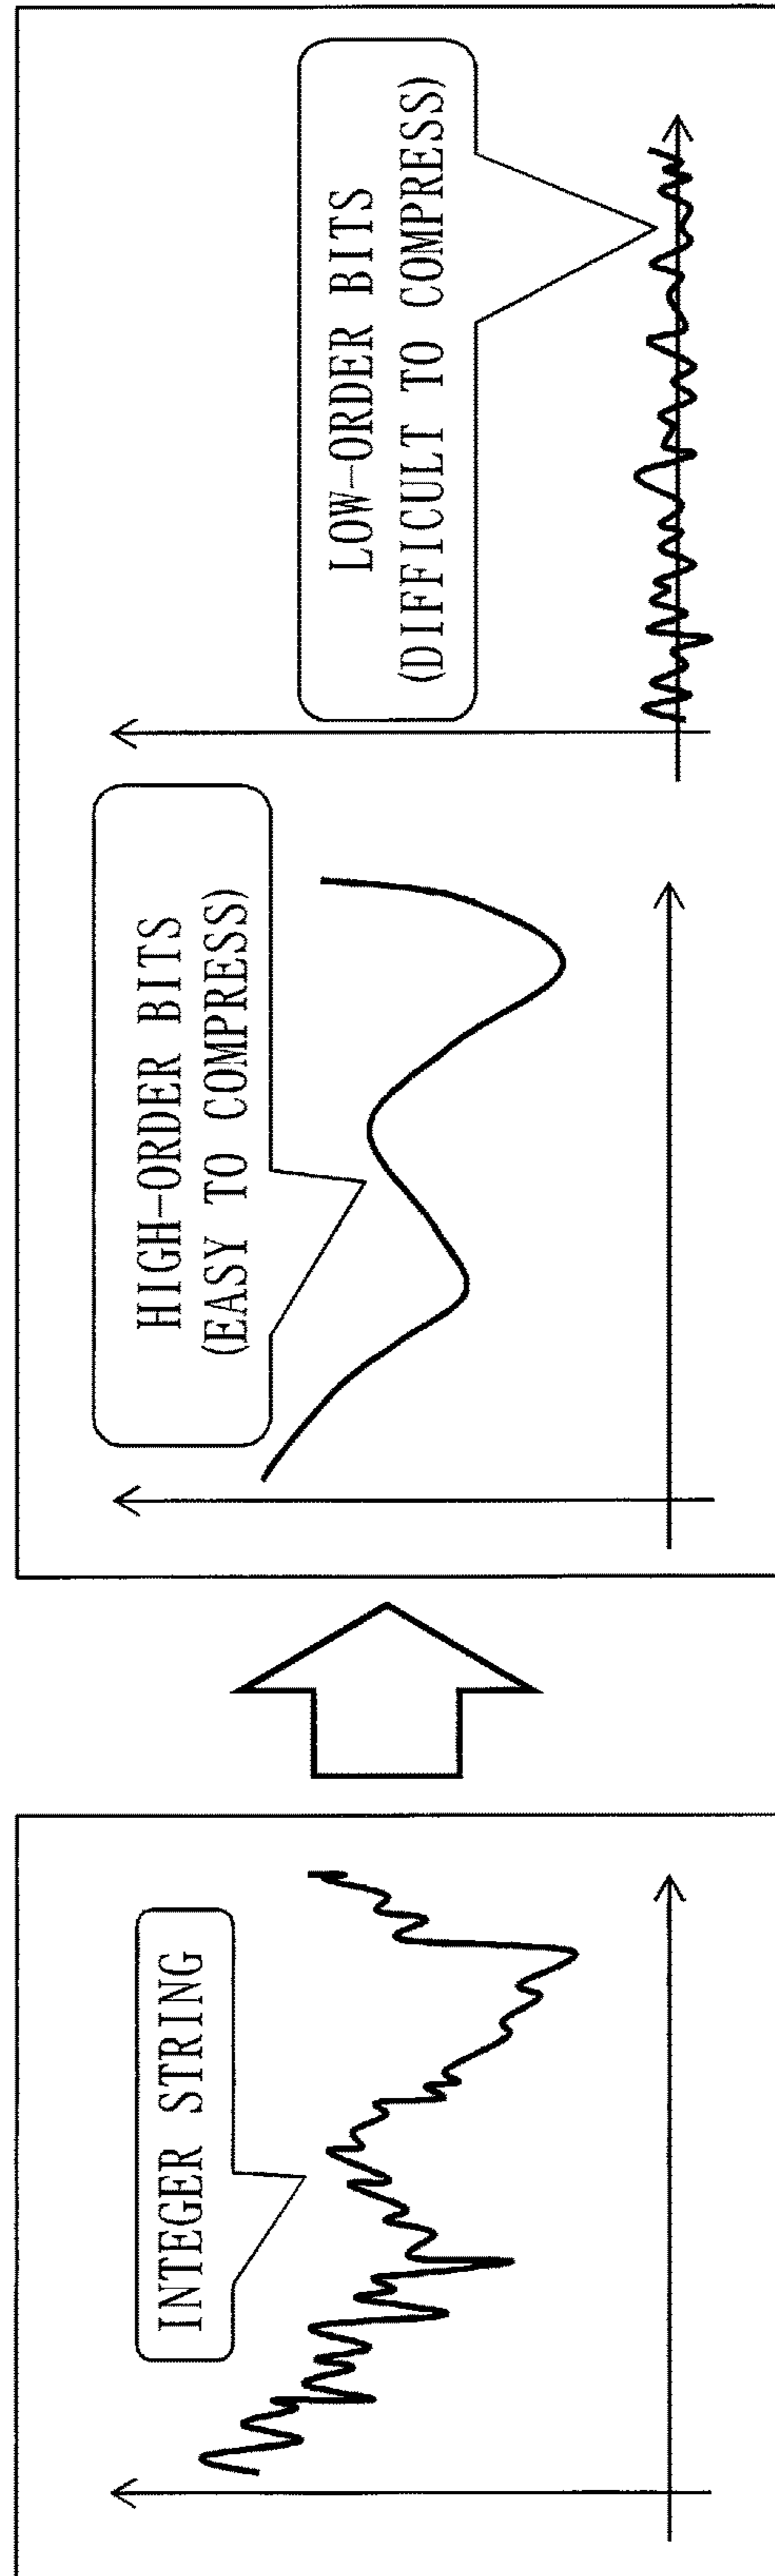 INTEGER STRING
HIGH-ORDER BITS
(EASY TO COMPRESS)
LOW-ORDER BITS
(DIFFICULT TO COMPRESS)